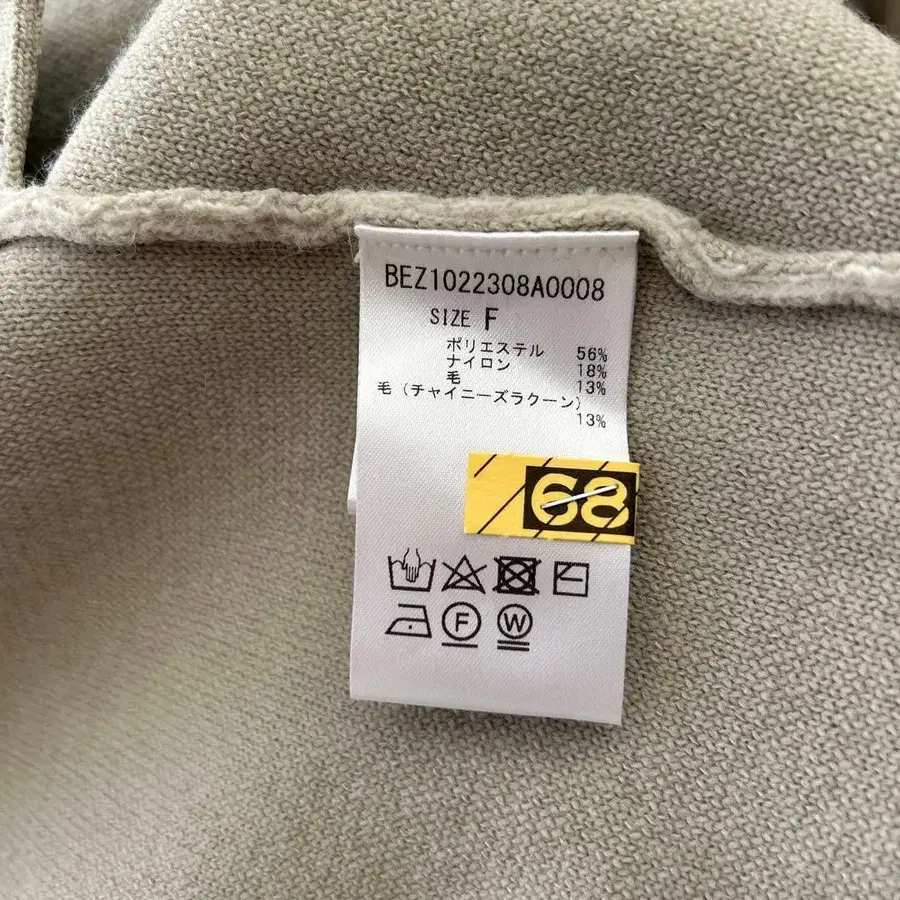 BEZ1022308A0008
SIZE F
ポリエステル 56%
ナイロン 18%
毛 13%
毛(チャイニーズラクーン)
13%
68
F W